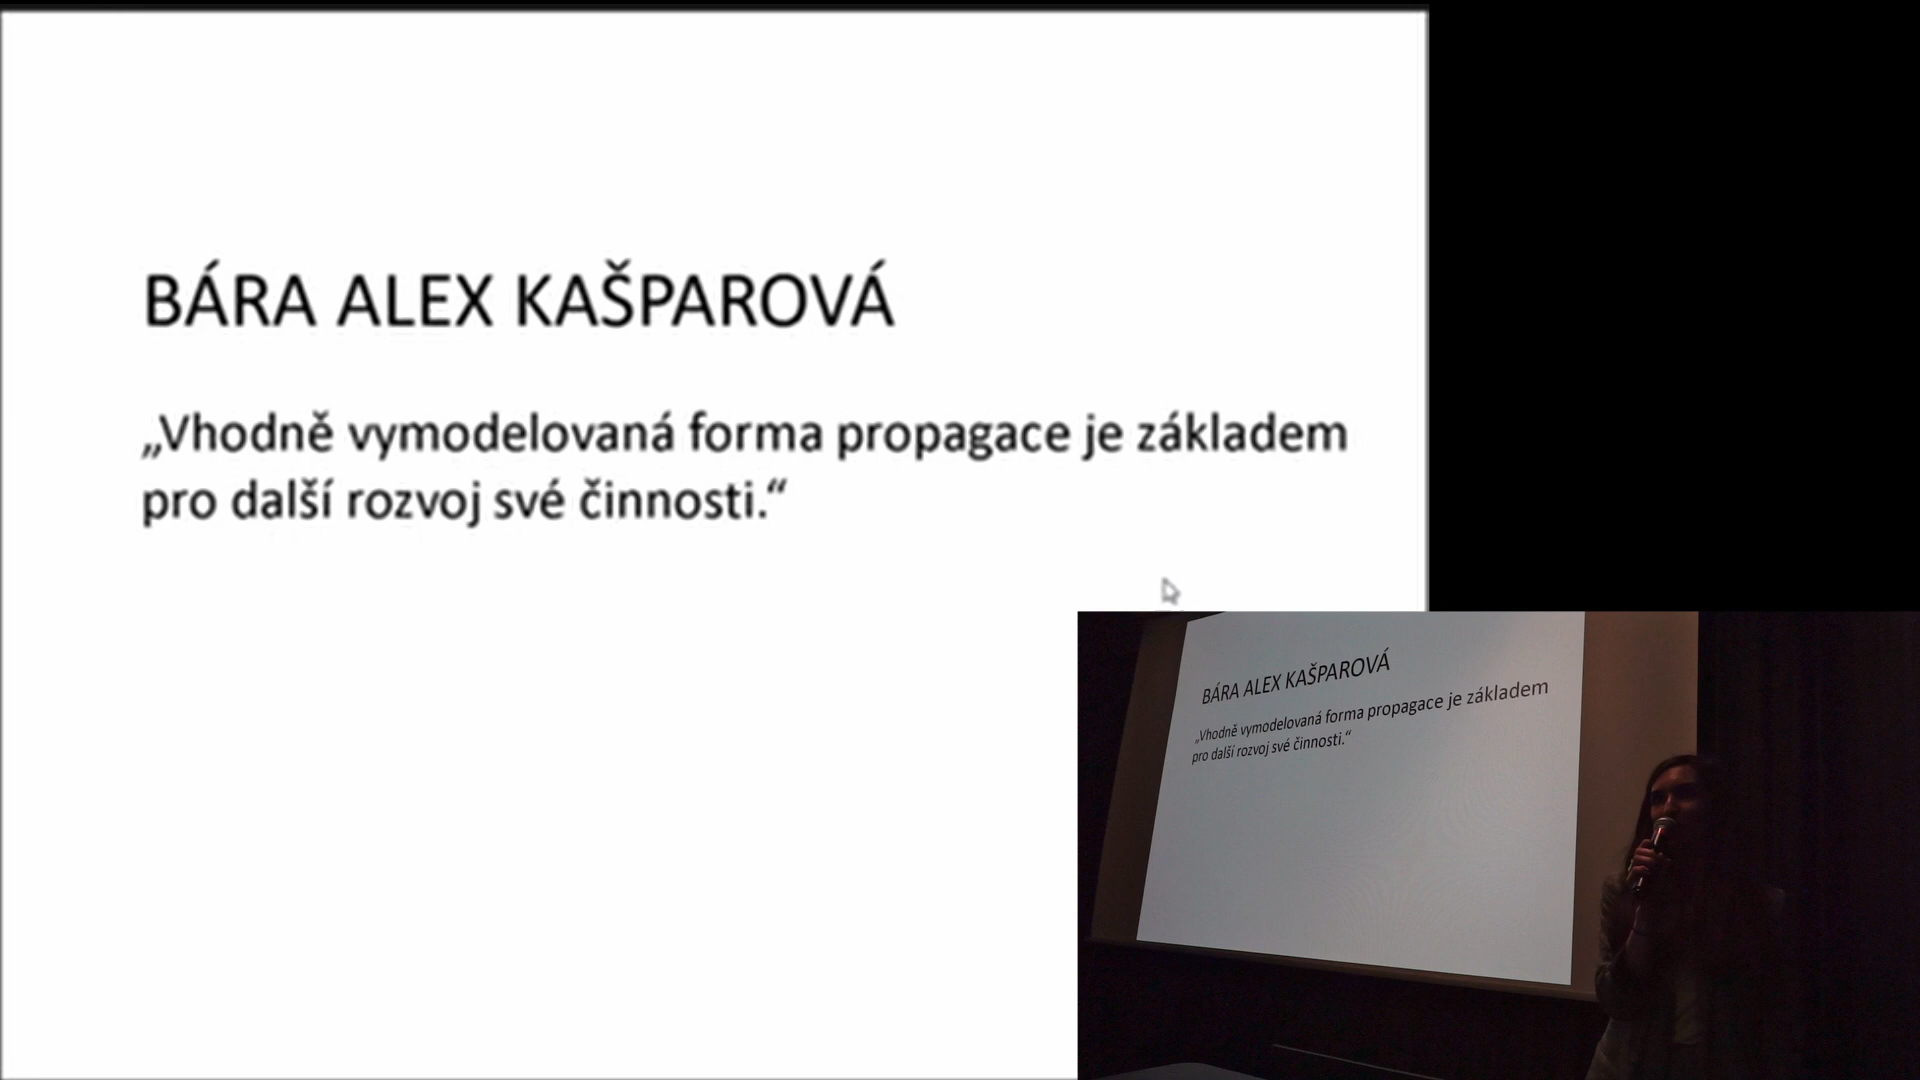 BÁRA ALEX KAŠPAROVÁ
„Vhodně vymodelovaná forma propagace je základem
pro další rozvoj své činnosti.“
BÁRA ALEX KAŠPAROVÁ
„Vhodně vymodelovaná forma propagace je základem
pro další rozvoj své činnosti.“